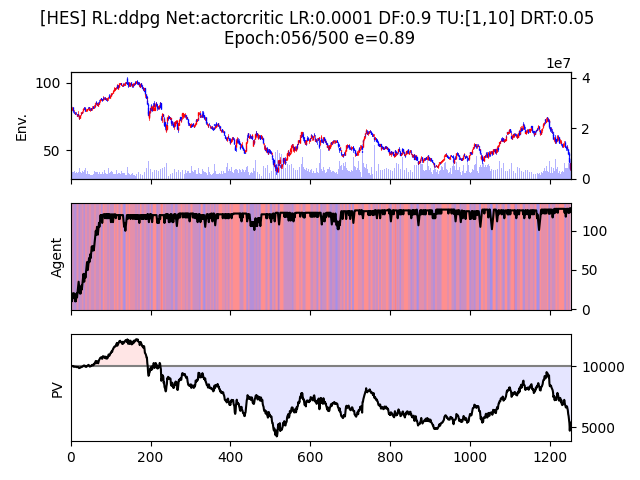 [HES] RL:ddpg Net:actorcritic LR:0.0001 DF:0.9 TU:[1,10] DRT:0.05
Epoch:056/500 e=0.89
1e7
100
50
Env.
4
2
0
Agent
100
50
0
PV
10000
5000
0
200
400
600
800
1000
1200